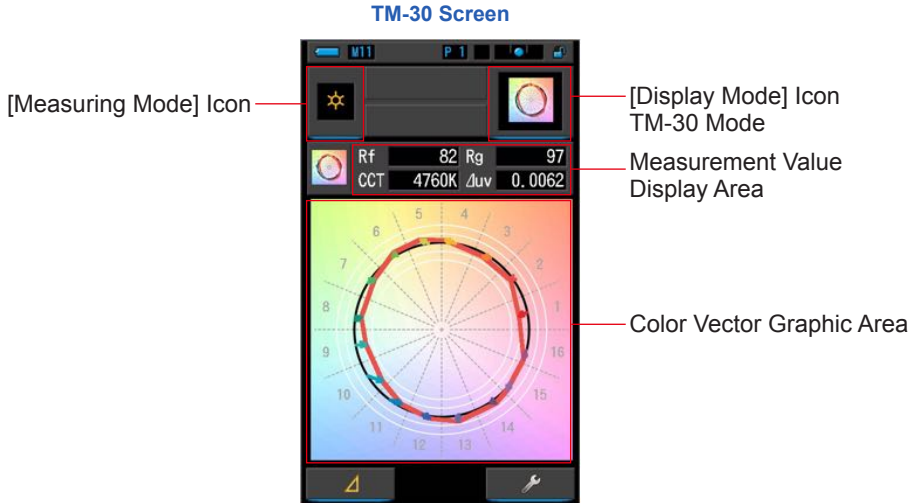 TM-30 Screen
M11 P 1
[Measuring Mode] Icon
[Display Mode] Icon
TM-30 Mode
Rf 82 Rg 97
CCT 4760K ⊿uv 0.0062
Measurement Value
Display Area
5 4
6 3
7 2
8 1
Color Vector Graphic Area
9 16
10 15
11 14
12 13